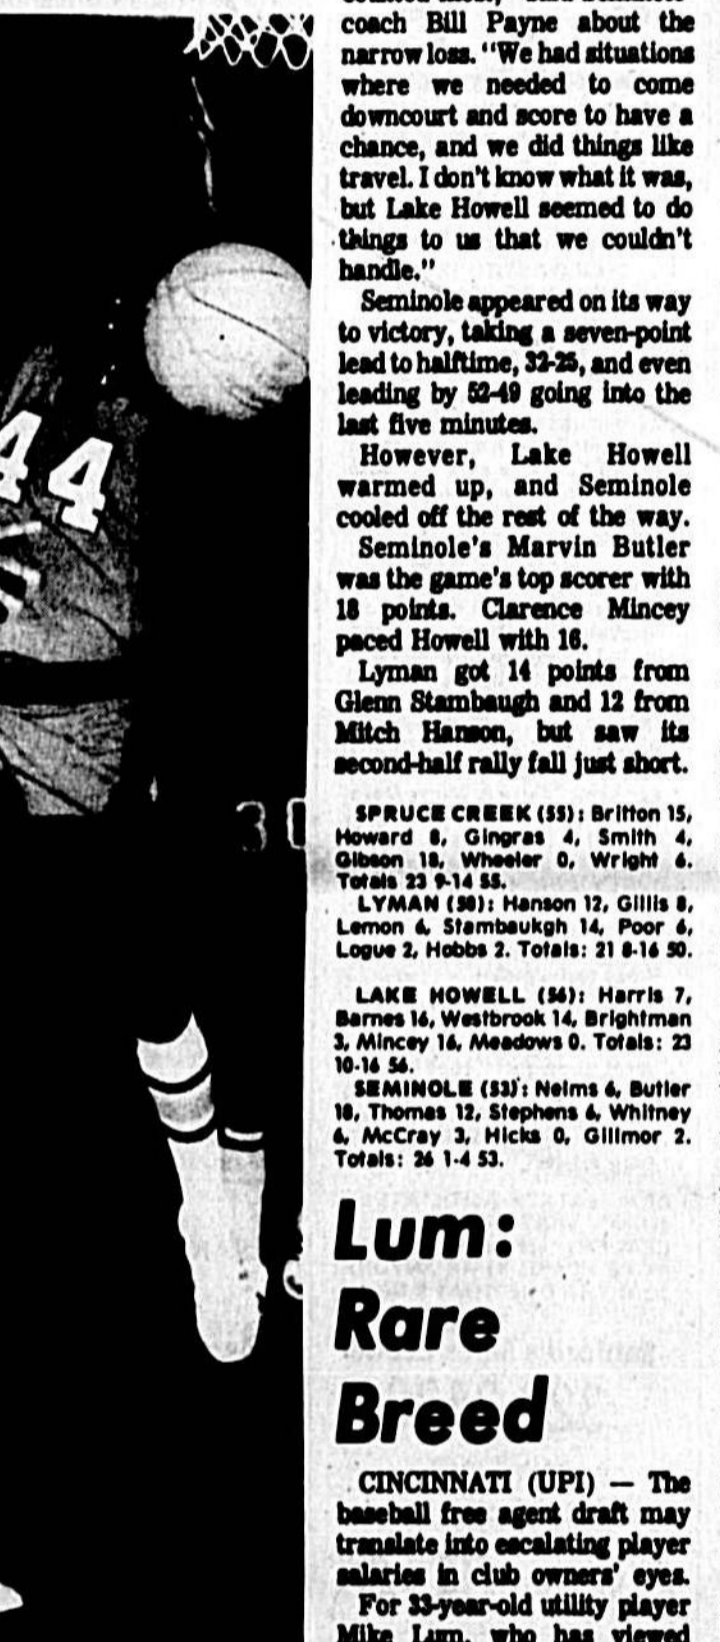 44
30
coach Bill Payne about the
narrow loss. "We had situations
where we needed to come
downcourt and score to have a
chance, and we did things like
travel. I don't know what it was,
but Lake Howell seemed to do
things to us that we couldn't
handle."
Seminole appeared on its way
to victory, taking a seven-point
lead to halftime, 32-25, and even
leading by 52-49 going into the
last five minutes.
However, Lake Howell
warmed up, and Seminole
cooled off the rest of the way.
Seminole's Marvin Butler
was the game's top scorer with
18 points. Clarence Mincey
paced Howell with 16.
Lyman got 14 points from
Glenn Stambaugh and 12 from
Mitch Hanson, but saw its
second-half rally fall just short.
SPRUCE CREEK (55): Britton 15,
Howard 8, Gingras 4, Smith 4,
Gibson 18, Wheeler 0, Wright 6.
Totals 23 9-14 55.
LYMAN (50): Hanson 12, Gillis 8,
Lemon 6, Stambaukgh 14, Poor 6,
Logue 2, Hobbs 2. Totals: 21 8-16 50.
LAKE HOWELL (56): Harris 7,
Barnes 16, Westbrook 14, Brightman
3, Mincey 16, Meadows 0. Totals: 23
10-16 56.
SEMINOLE (53): Nelms 6, Butler
18, Thomas 12, Stephens 6, Whitney
6, McCray 3, Hicks 0, Gillmor 2.
Totals: 26 1-4 53.
Lum:
Rare
Breed
CINCINNATI (UPI) — The
baseball free agent draft may
translate into escalating player
salaries in club owners' eyes.
For 33-year-old utility player
Mike Lum, who has viewed